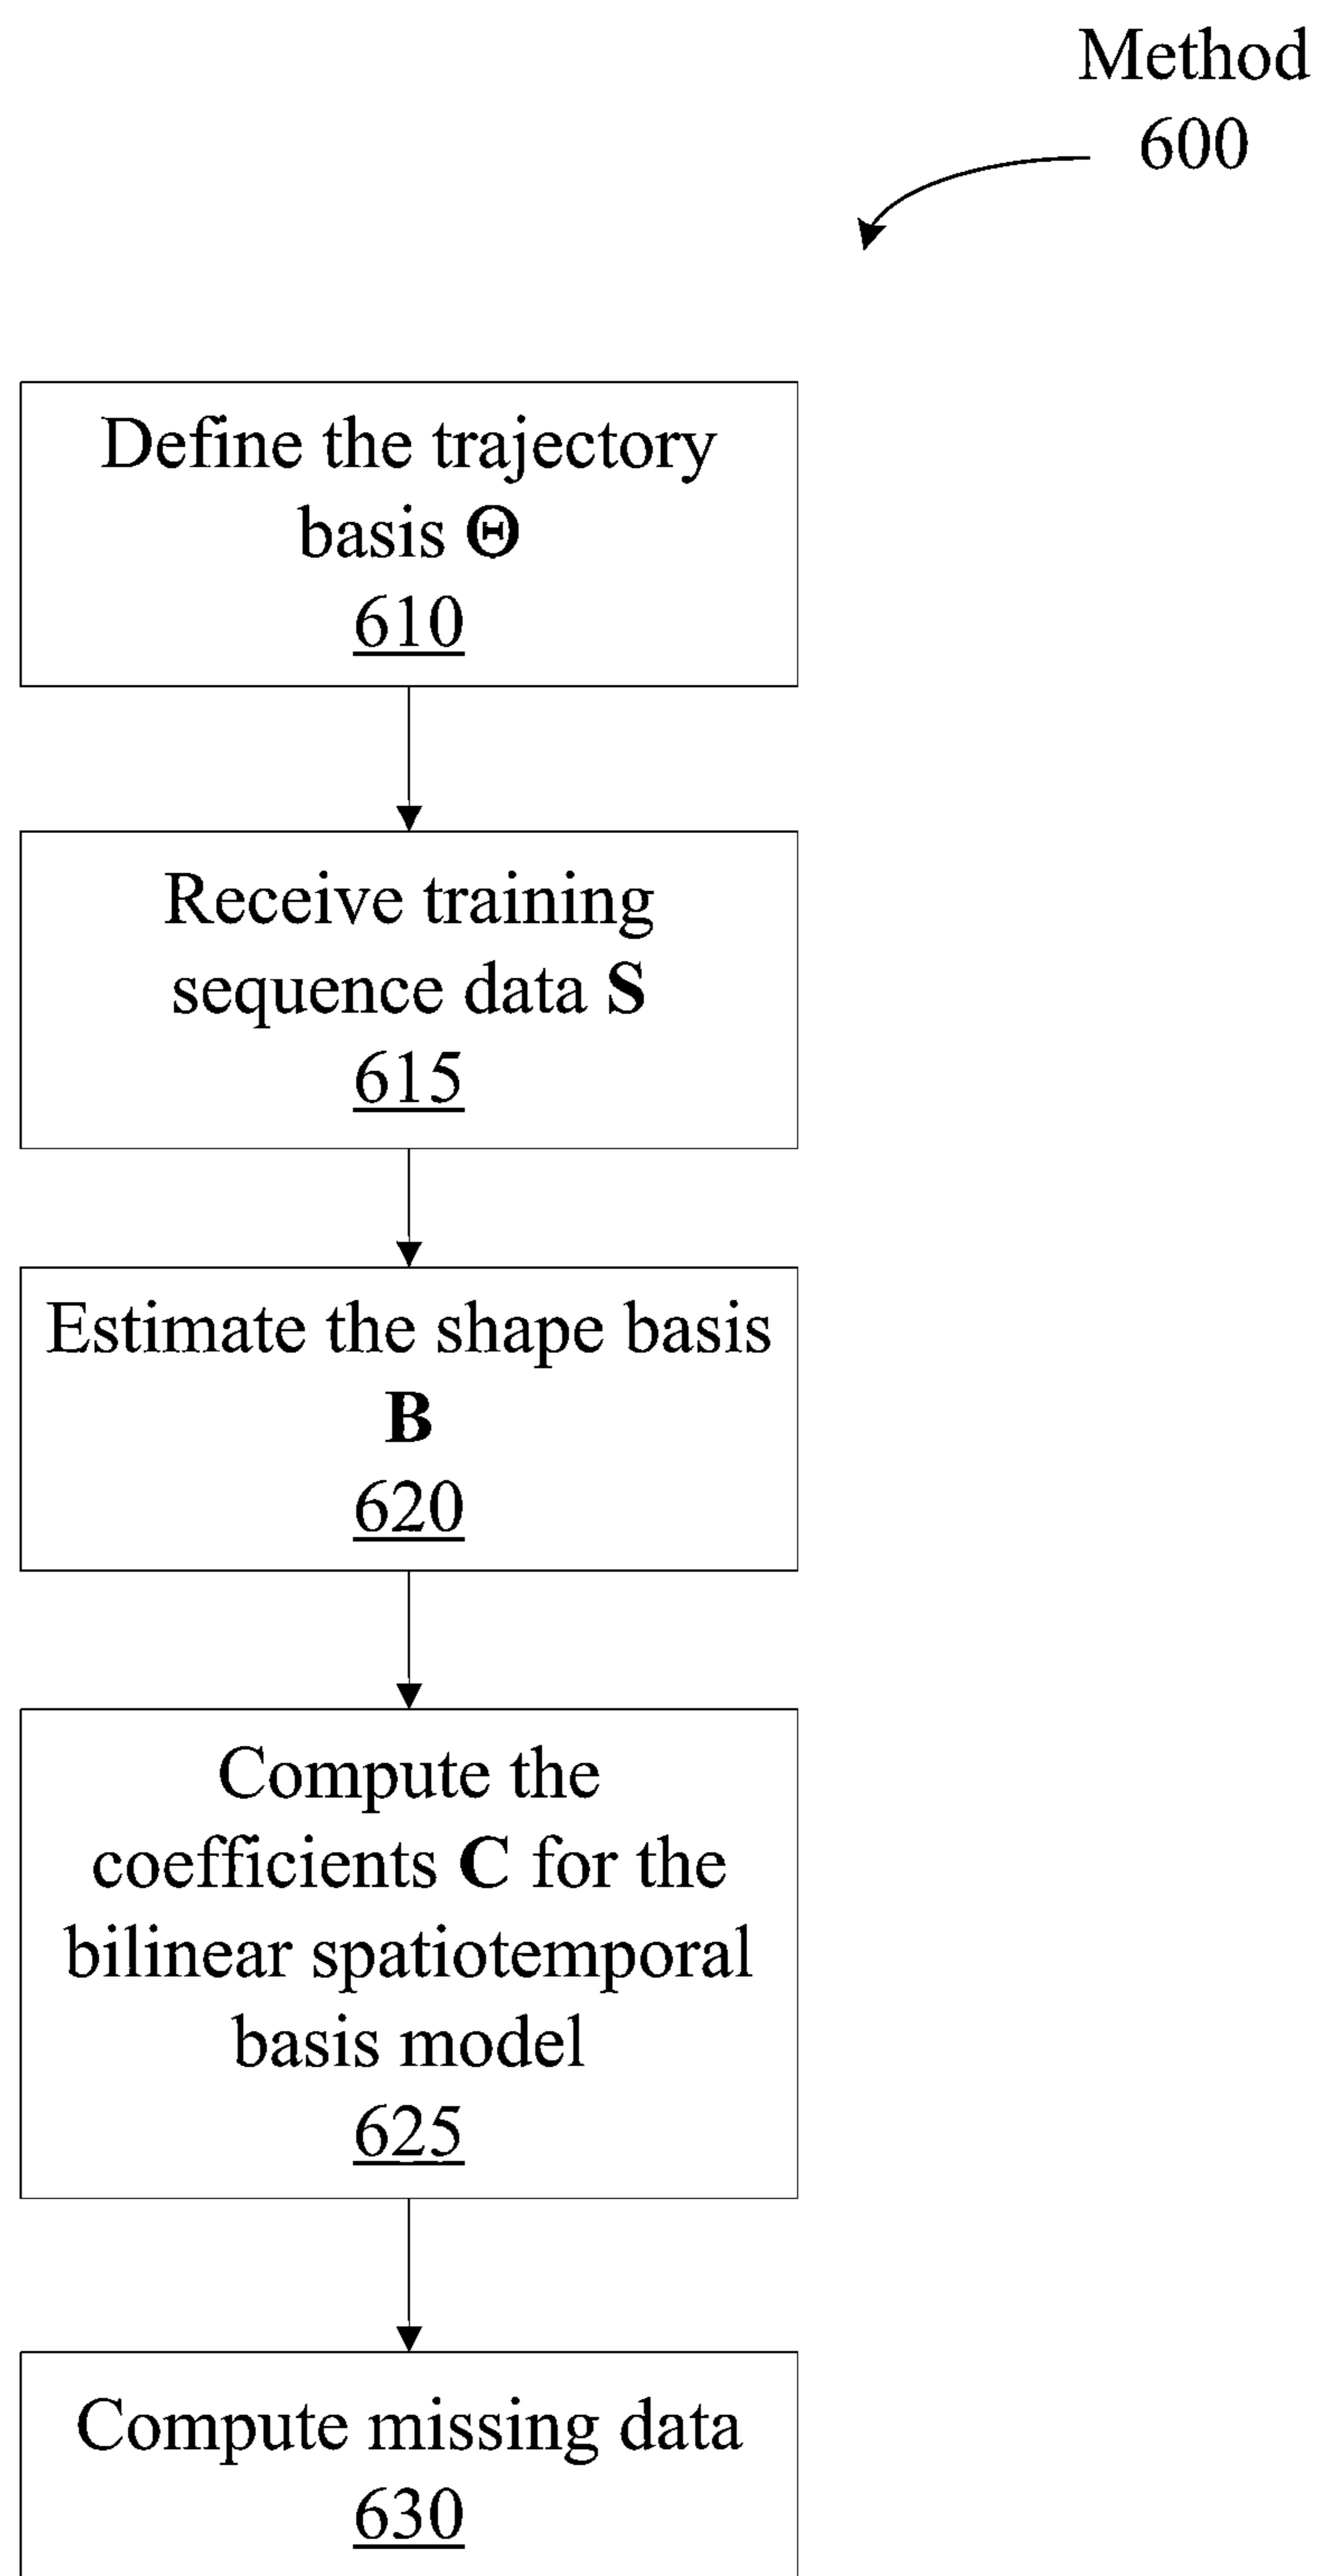 Method
600
Define the trajectory
basis Θ
610
Receive training
sequence data S
615
Estimate the shape basis
B
620
Compute the
coefficients C for the
bilinear spatiotemporal
basis model
625
Compute missing data
630